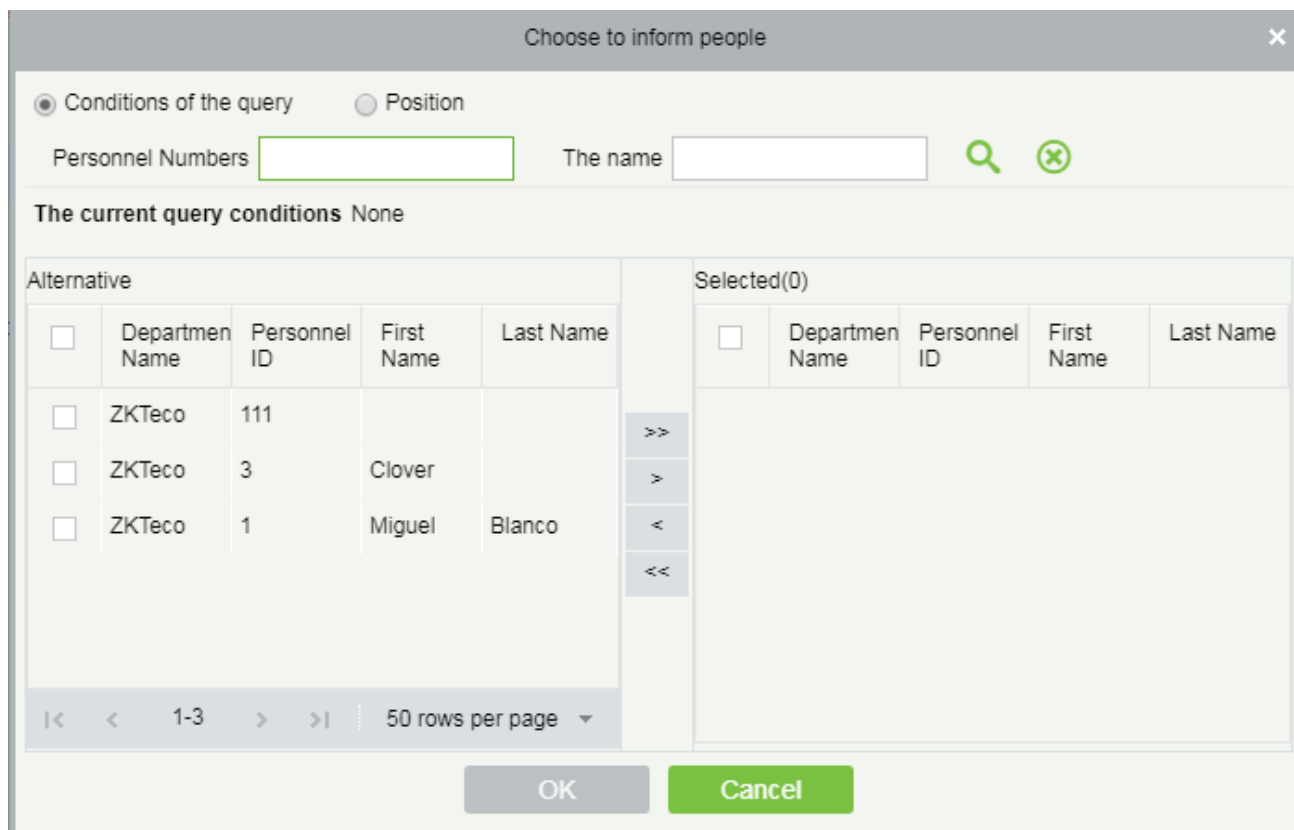 Choose to inform people ×
Conditions of the query Position
Personnel Numbers The name
The current query conditions None
Alternative Selected(0)
Departmen Personnel First Last Name Departmen Personnel First Last Name
Name ID Name Name ID Name
ZKTeco 111
>>
ZKTeco 3 Clover
>
ZKTeco 1 Miguel Blanco <
<<
|< < 1-3 > >| 50 rows per page
OK Cancel